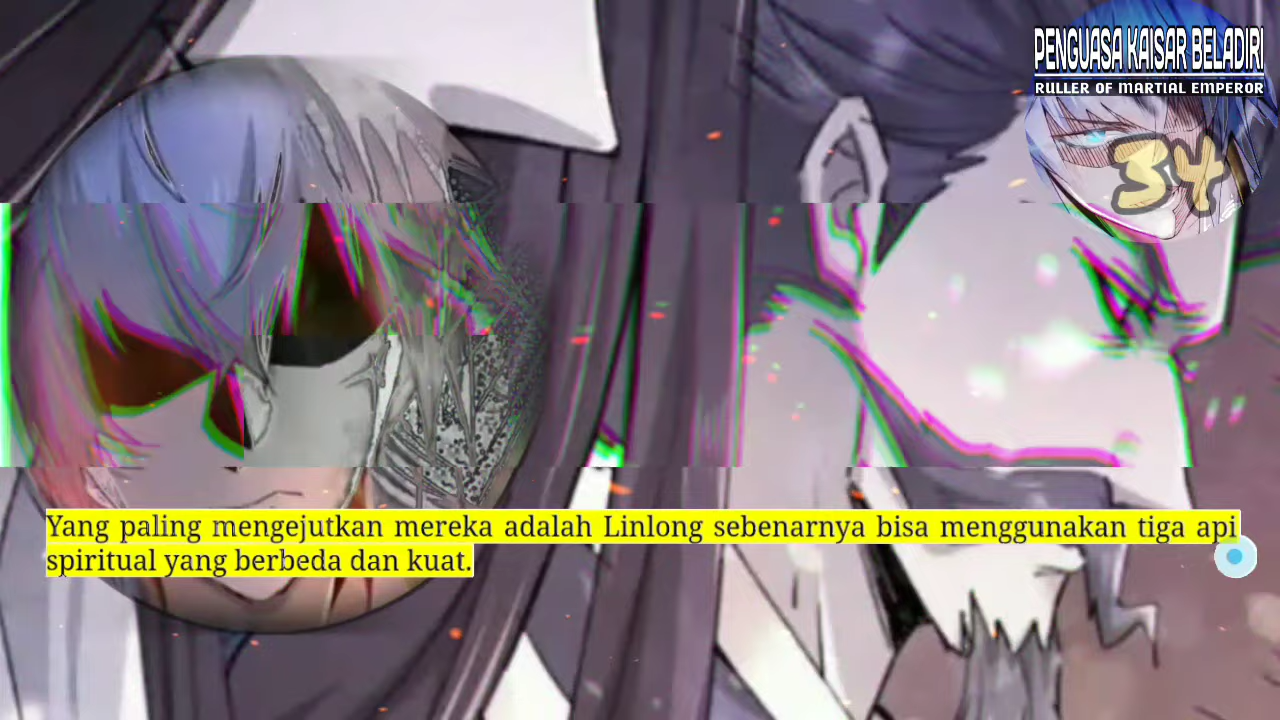 PENGUASA KAISAR BELADIRI
RULLER OF MARTIAL EMPEROR
34
Yang paling mengejutkan mereka adalah Linlong sebenarnya bisa menggunakan tiga api
spiritual yang berbeda dan kuat.